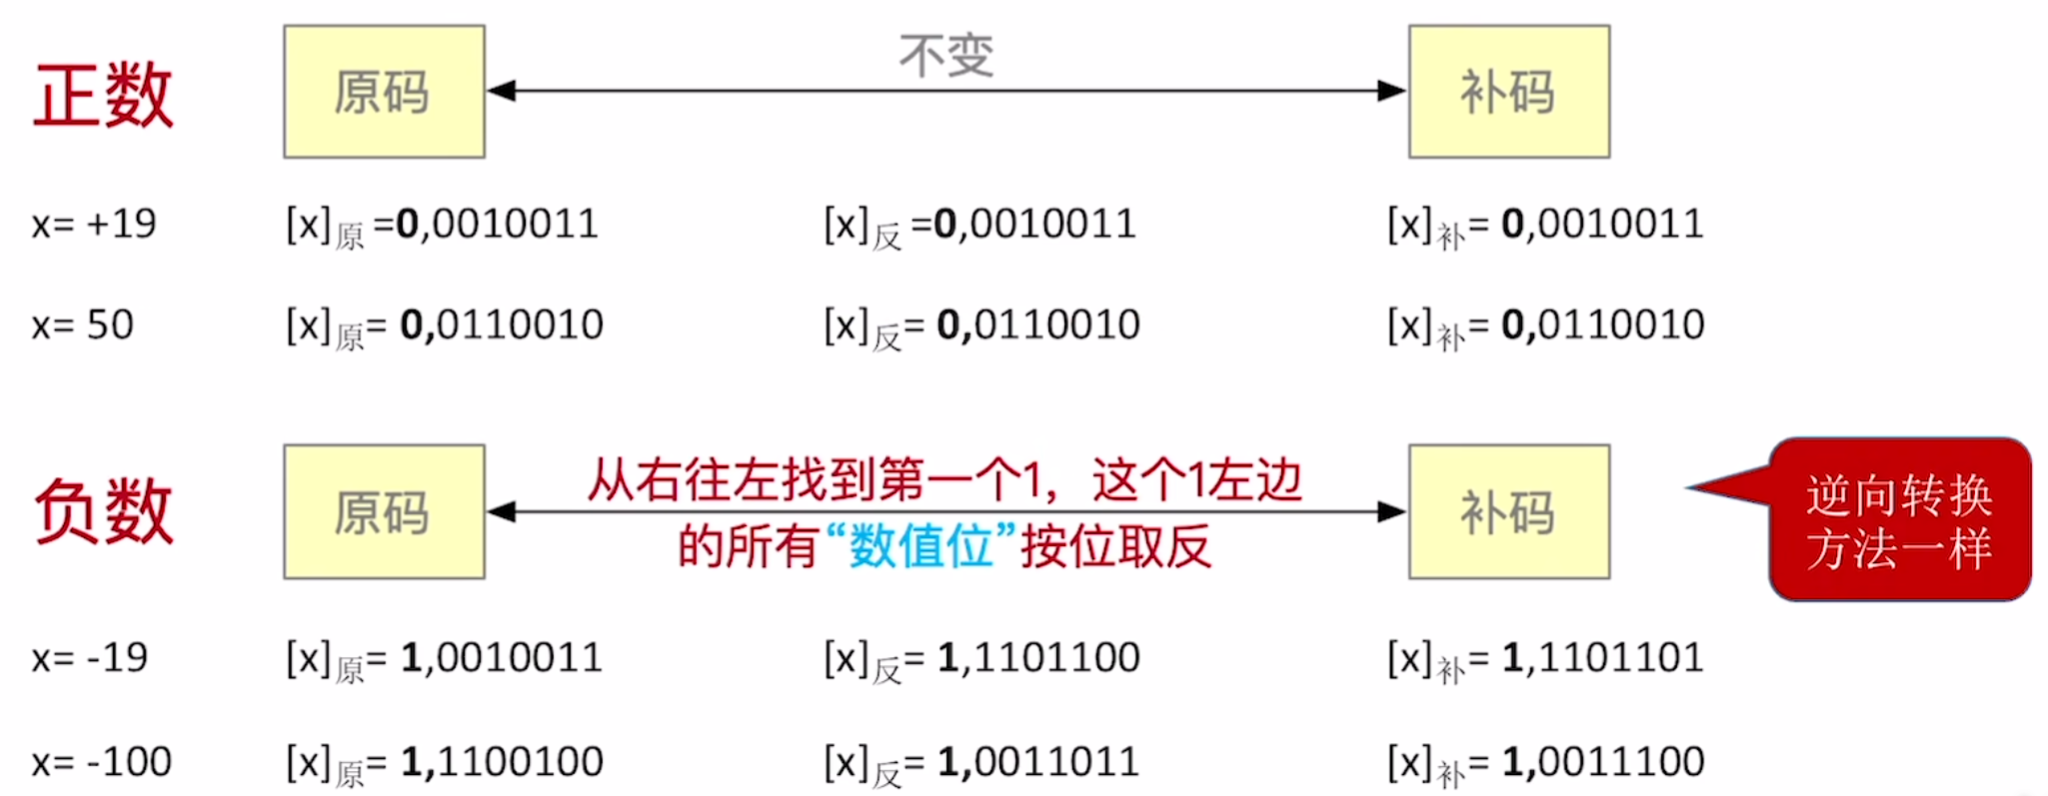 正数 原码 不变 补码
x= +19 [x]原 =0,0010011 [x]反 =0,0010011 [x]补= 0,0010011
x= 50 [x]原= 0,0110010 [x]反= 0,0110010 [x]补= 0,0110010
负数 原码 从右往左找到第一个1，这个1左边 补码
的所有“数值位”按位取反
逆向转换
方法一样
x= -19 [x]原= 1,0010011 [x]反= 1,1101100 [x]补= 1,1101101
x= -100 [x]原= 1,1100100 [x]反= 1,0011011 [x]补= 1,0011100